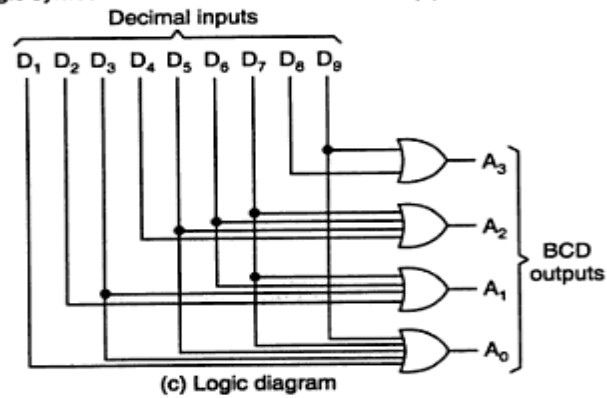 Decimal inputs
D₁ D₂ D₃ D₄ D₅ D₆ D₇ D₈ D₉
A₃
A₂
BCD
outputs
A₁
A₀
(c) Logic diagram